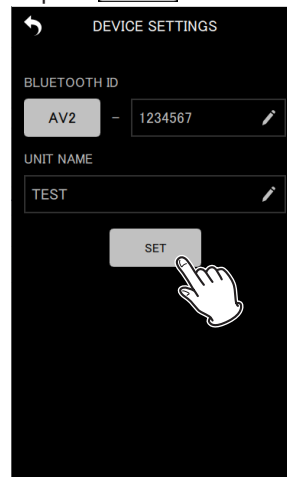 DEVICE SETTINGS
BLUETOOTH ID
AV2 - 1234567
UNIT NAME
TEST
SET